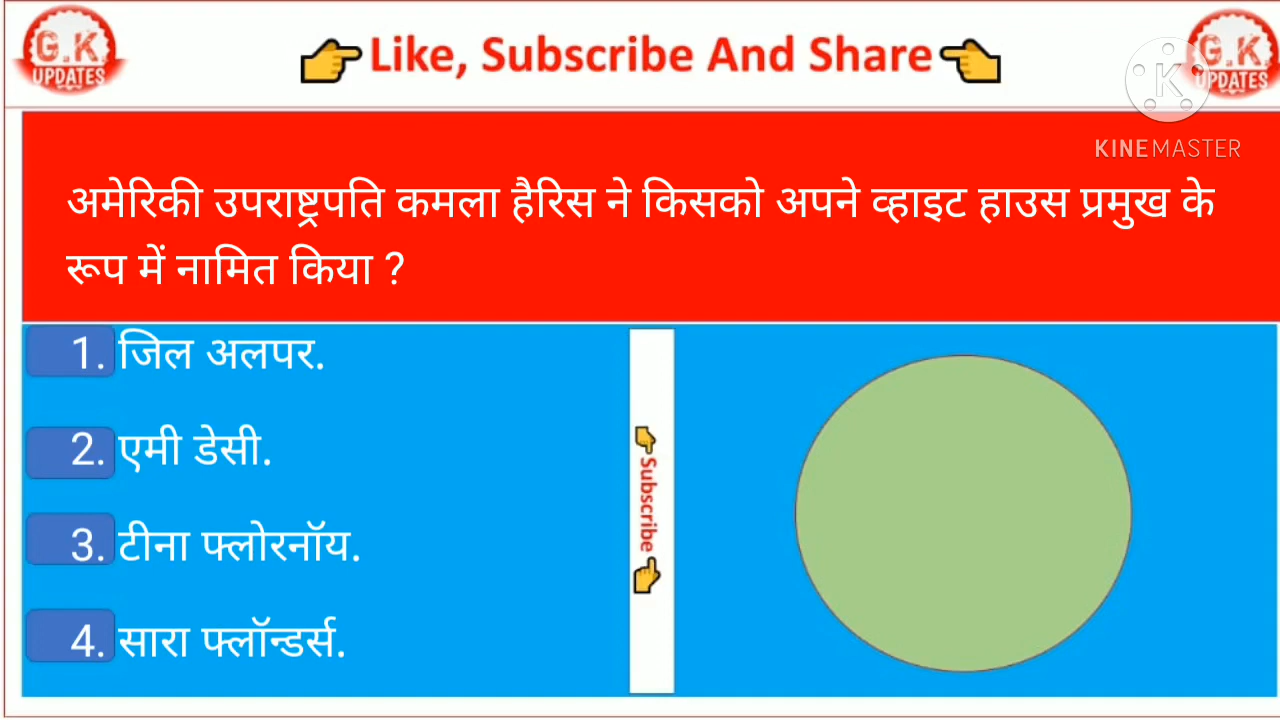 G.K.
UPDATES
👉Like, Subscribe And Share👈
G.K.
UPDATES
K
KINEMASTER
अमेरिकी उपराष्ट्रपति कमला हैरिस ने किसको अपने व्हाइट हाउस प्रमुख के
रूप में नामित किया ?
1. जिल अलपर.
2. एमी डेसी.
3. टीना फ्लोरनॉय.
4. सारा फ्लॉन्डर्स.
👉Subscribe👈